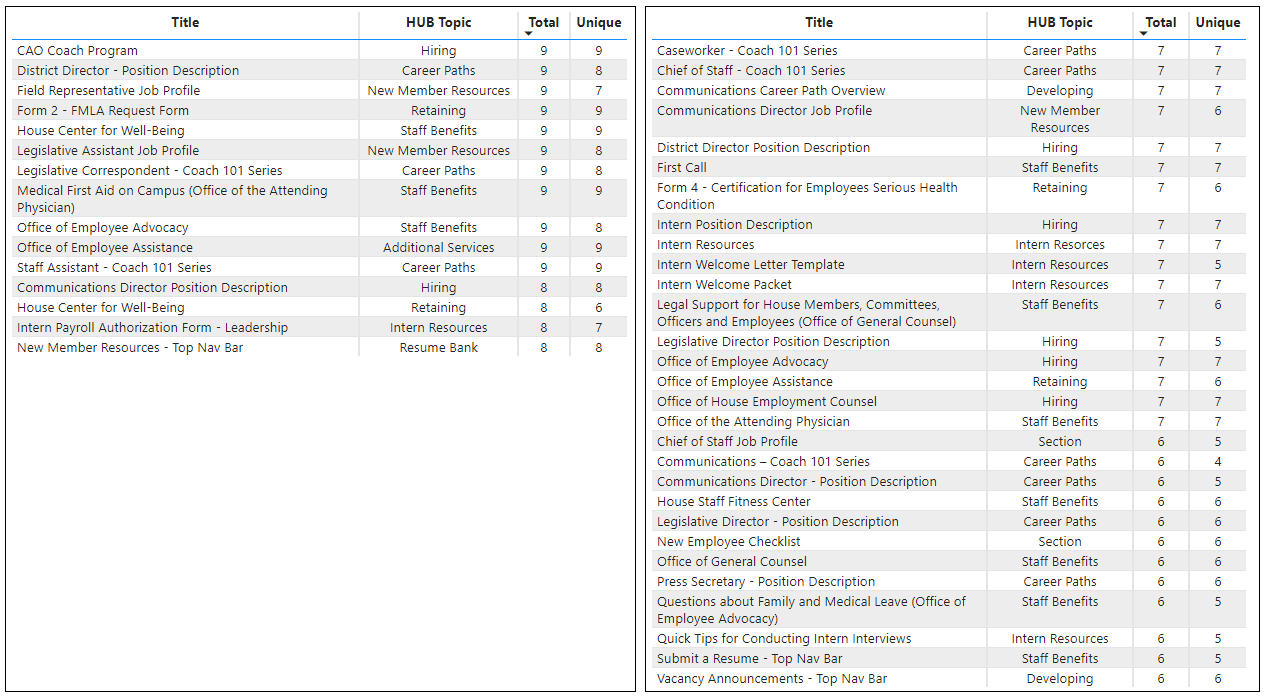 Title HUB Topic Total Unique
CAO Coach Program Hiring 9 9
District Director - Position Description Career Paths 9 8
Field Representative Job Profile New Member Resources 9 7
Form 2 - FMLA Request Form Retaining 9 9
House Center for Well-Being Staff Benefits 9 9
Legislative Assistant Job Profile New Member Resources 9 8
Legislative Correspondent - Coach 101 Series Career Paths 9 8
Medical First Aid on Campus (Office of the Attending Staff Benefits 9 9
Physician)
Office of Employee Advocacy Staff Benefits 9 8
Office of Employee Assistance Additional Services 9 9
Staff Assistant - Coach 101 Series Career Paths 9 9
Communications Director Position Description Hiring 8 8
House Center for Well-Being Retaining 8 6
Intern Payroll Authorization Form - Leadership Intern Resources 8 7
New Member Resources - Top Nav Bar Resume Bank 8 8
Title HUB Topic Total Unique
Caseworker - Coach 101 Series Career Paths 7 7
Chief of Staff - Coach 101 Series Career Paths 7 7
Communications Career Path Overview Developing 7 7
Communications Director Job Profile New Member 7 6
Resources
District Director Position Description Hiring 7 7
First Call Staff Benefits 7 7
Form 4 - Certification for Employees Serious Health Retaining 7 6
Condition
Intern Position Description Hiring 7 7
Intern Resources Intern Resorces 7 7
Intern Welcome Letter Template Intern Resources 7 5
Intern Welcome Packet Intern Resources 7 7
Legal Support for House Members, Committees, Staff Benefits 7 6
Officers and Employees (Office of General Counsel)
Legislative Director Position Description Hiring 7 5
Office of Employee Advocacy Hiring 7 7
Office of Employee Assistance Retaining 7 6
Office of House Employment Counsel Hiring 7 7
Office of the Attending Physician Staff Benefits 7 7
Chief of Staff Job Profile Section 6 5
Communications – Coach 101 Series Career Paths 6 4
Communications Director - Position Description Career Paths 6 5
House Staff Fitness Center Staff Benefits 6 6
Legislative Director - Position Description Career Paths 6 6
New Employee Checklist Section 6 6
Office of General Counsel Staff Benefits 6 6
Press Secretary - Position Description Career Paths 6 6
Questions about Family and Medical Leave (Office of Staff Benefits 6 5
Employee Advocacy)
Quick Tips for Conducting Intern Interviews Intern Resources 6 5
Submit a Resume - Top Nav Bar Staff Benefits 6 5
Vacancy Announcements - Top Nav Bar Developing 6 6